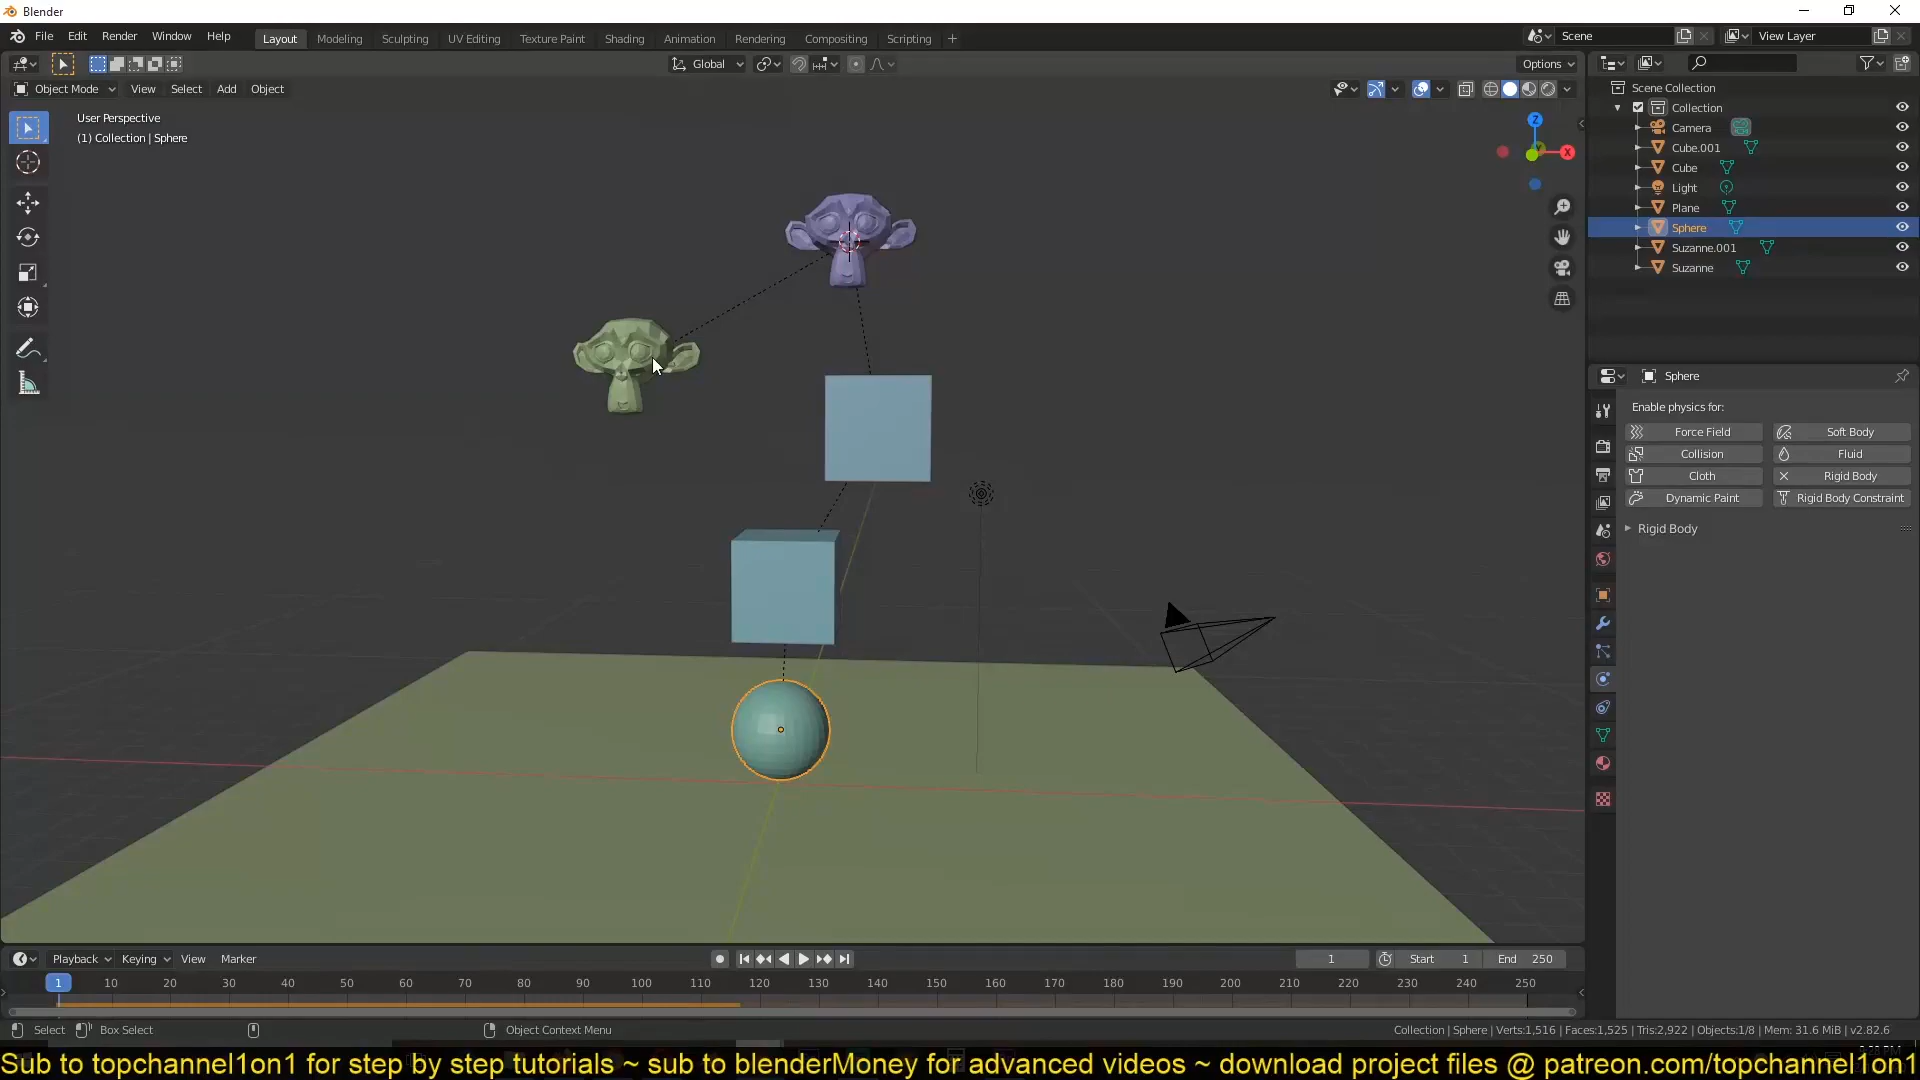 Blender
File Edit Render Window Help
Layout Modeling Sculpting UV Editing Texture Paint Shading Animation Rendering Compositing Scripting +
Scene View Layer
Global Options
Object Mode View Select Add Object
User Perspective
(1) Collection | Sphere
Z
X
Scene Collection
Collection
Camera
Cube.001
Cube
Light
Plane
Sphere
Suzanne.001
Suzanne
Sphere
Enable physics for:
Force Field Soft Body
Collision Fluid
Cloth Rigid Body
Dynamic Paint Rigid Body Constraint
Rigid Body
Playback Keying View Marker 1 Start 1 End 250
1 10 20 30 40 50 60 70 80 90 100 110 120 130 140 150 160 170 180 190 200 210 220 230 240 250
Select Box Select Object Context Menu Collection | Sphere | Verts:1,516 | Faces:1,525 | Tris:2,922 | Objects:1/8 | Mem: 31.6 MiB | v2.82.6
Sub to topchannel1on1 for step by step tutorials ~ sub to blenderMoney for advanced videos ~ download project files @ patreon.com/topchannel1on1